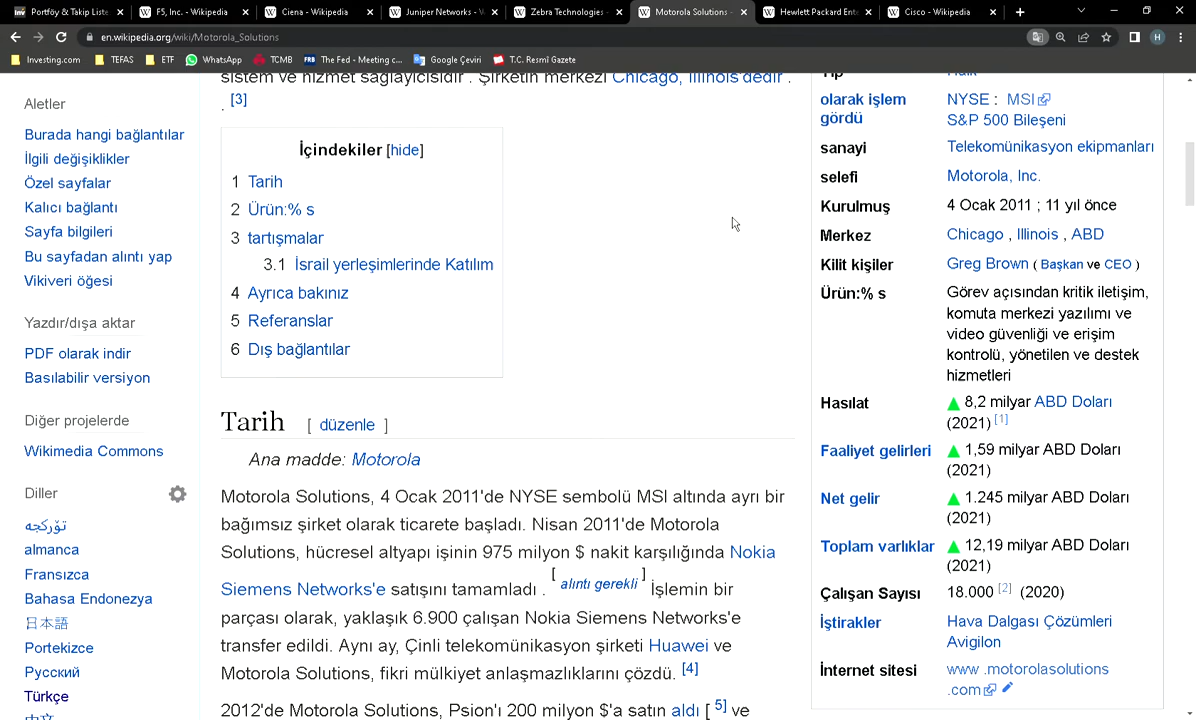 Portföy & Takip Liste
F5, Inc. - Wikipedia
Ciena - Wikipedia
Juniper Networks - W
Zebra Technologies -
Motorola Solutions -
Hewlett Packard Ente
Cisco - Wikipedia
en.wikipedia.org/wiki/Motorola_Solutions
Investing.com
TEFAS
ETF
WhatsApp
TCMB
The Fed - Meeting c...
Google Çeviri
T.C. Resmî Gazete
Aletler
Burada hangi bağlantılar
İlgili değişiklikler
Özel sayfalar
Kalıcı bağlantı
Sayfa bilgileri
Bu sayfadan alıntı yap
Vikiveri öğesi
Yazdır/dışa aktar
PDF olarak indir
Basılabilir versiyon
Diğer projelerde
Wikimedia Commons
Diller
تۆرکجه
almanca
Fransızca
Bahasa Endonezya
日本語
Portekizce
Русский
Türkçe
中文
sistem ve hizmet sağlayıcısıdır . Şirketin merkezi Chicago, Illinois'dedir .
. [3]
İçindekiler [hide]
1 Tarih
2 Ürün:% s
3 tartışmalar
3.1 İsrail yerleşimlerinde Katılım
4 Ayrıca bakınız
5 Referanslar
6 Dış bağlantılar
Tarih [ düzenle ]
Ana madde: Motorola
Motorola Solutions, 4 Ocak 2011'de NYSE sembolü MSI altında ayrı bir
bağımsız şirket olarak ticarete başladı. Nisan 2011'de Motorola
Solutions, hücresel altyapı işinin 975 milyon $ nakit karşılığında Nokia
Siemens Networks'e satışını tamamladı . [ alıntı gerekli ] İşlemin bir
parçası olarak, yaklaşık 6.900 çalışan Nokia Siemens Networks'e
transfer edildi. Aynı ay, Çinli telekomünikasyon şirketi Huawei ve
Motorola Solutions, fikri mülkiyet anlaşmazlıklarını çözdü. [4]
2012'de Motorola Solutions, Psion'ı 200 milyon $'a satın aldı [ 5] ve
Tip Halk
olarak işlem
gördü
NYSE : MSI
S&P 500 Bileşeni
sanayi Telekomünikasyon ekipmanları
selefi Motorola, Inc.
Kurulmuş 4 Ocak 2011 ; 11 yıl önce
Merkez Chicago , Illinois , ABD
Kilit kişiler Greg Brown ( Başkan ve CEO )
Ürün:% s Görev açısından kritik iletişim,
komuta merkezi yazılımı ve
video güvenliği ve erişim
kontrolü, yönetilen ve destek
hizmetleri
Hasılat ▲ 8,2 milyar ABD Doları
(2021) [1]
Faaliyet gelirleri ▲ 1,59 milyar ABD Doları
(2021)
Net gelir ▲ 1.245 milyar ABD Doları
(2021)
Toplam varlıklar ▲ 12,19 milyar ABD Doları
(2021)
Çalışan Sayısı 18.000 [2] (2020)
İştirakler Hava Dalgası Çözümleri
Avigilon
İnternet sitesi www .motorolasolutions
.com